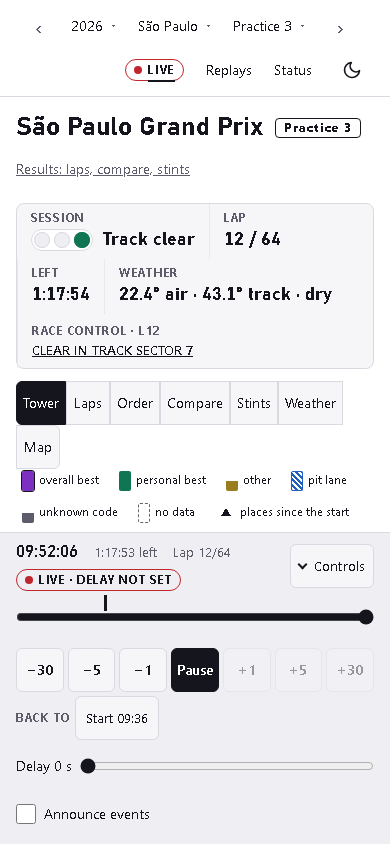 2026 São Paulo Practice 3
LIVE Replays Status
São Paulo Grand Prix Practice 3
Results: laps, compare, stints
SESSION LAP
Track clear 12 / 64
LEFT WEATHER
1:17:54 22.4° air · 43.1° track · dry
RACE CONTROL · L12
CLEAR IN TRACK SECTOR 7
Tower Laps Order Compare Stints Weather
Map
overall best personal best other pit lane
unknown code no data places since the start
09:52:06 1:17:53 left Lap 12/64
Controls
LIVE · DELAY NOT SET
−30 −5 −1 Pause +1 +5 +30
BACK TO Start 09:36
Delay 0 s
Announce events